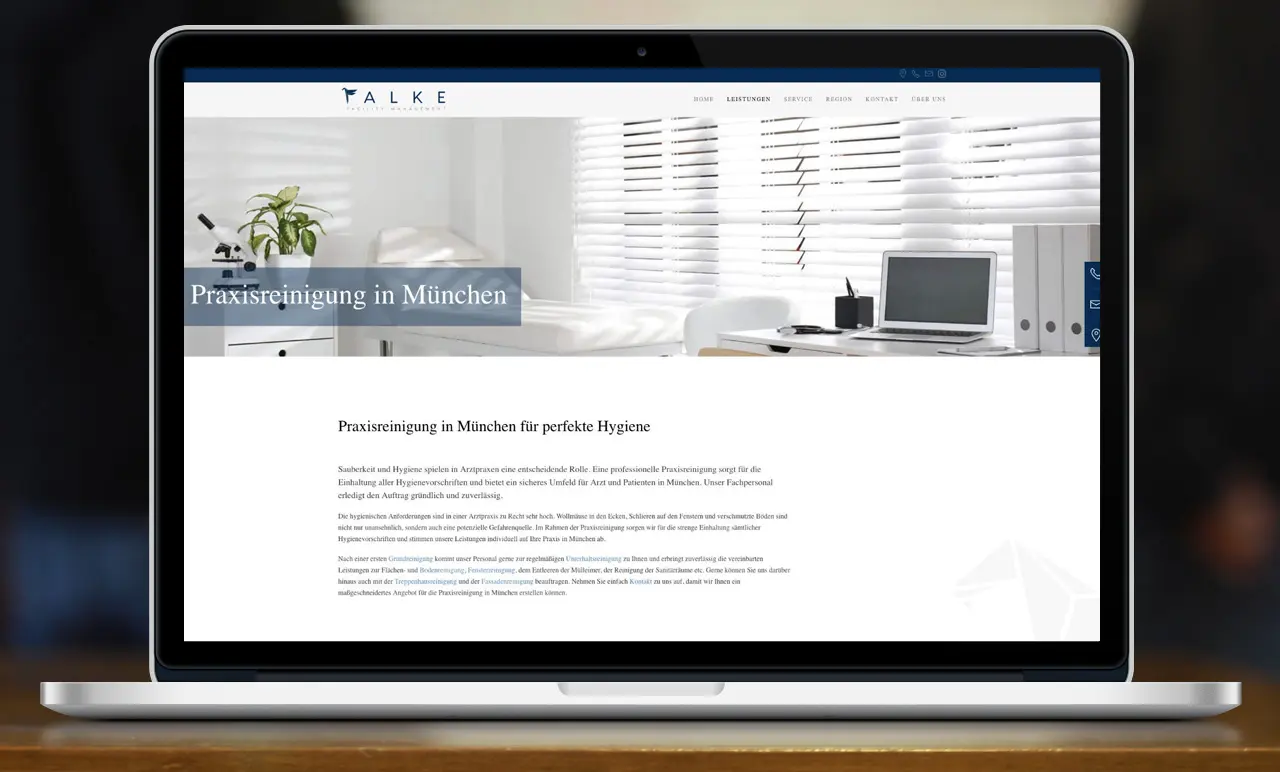 FALKE
FACILITY MANAGEMENT
HOME LEISTUNGEN SERVICE REGION KONTAKT ÜBER UNS
Praxisreinigung in München
Praxisreinigung in München für perfekte Hygiene
Sauberkeit und Hygiene spielen in Arztpraxen eine entscheidende Rolle. Eine professionelle Praxisreinigung sorgt für die
Einhaltung aller Hygienevorschriften und bietet ein sicheres Umfeld für Arzt und Patienten in München. Unser Fachpersonal
erledigt den Auftrag gründlich und zuverlässig.
Die hygienischen Anforderungen sind in einer Arztpraxis zu Recht sehr hoch. Wollmäuse in den Ecken, Schlieren auf den Fenstern und verschmutzte Böden sind
nicht nur unansehnlich, sondern auch eine potenzielle Gefahrenquelle. Im Rahmen der Praxisreinigung sorgen wir für die strenge Einhaltung sämtlicher
Hygienevorschriften und stimmen unsere Leistungen individuell auf Ihre Praxis in München ab.
Nach einer ersten Grundreinigung kommt unser Personal gerne zur regelmäßigen Unterhaltsreinigung zu Ihnen und erbringt zuverlässig die vereinbarten
Leistungen zur Flächen- und Bodenreinigung, Fensterreinigung, dem Entleeren der Mülleimer, der Reinigung der Sanitärräume etc. Gerne können Sie uns darüber
hinaus auch mit der Treppenhausreinigung und der Fassadenreinigung beauftragen. Nehmen Sie einfach Kontakt zu uns auf, damit wir Ihnen ein
maßgeschneidertes Angebot für die Praxisreinigung in München erstellen können.